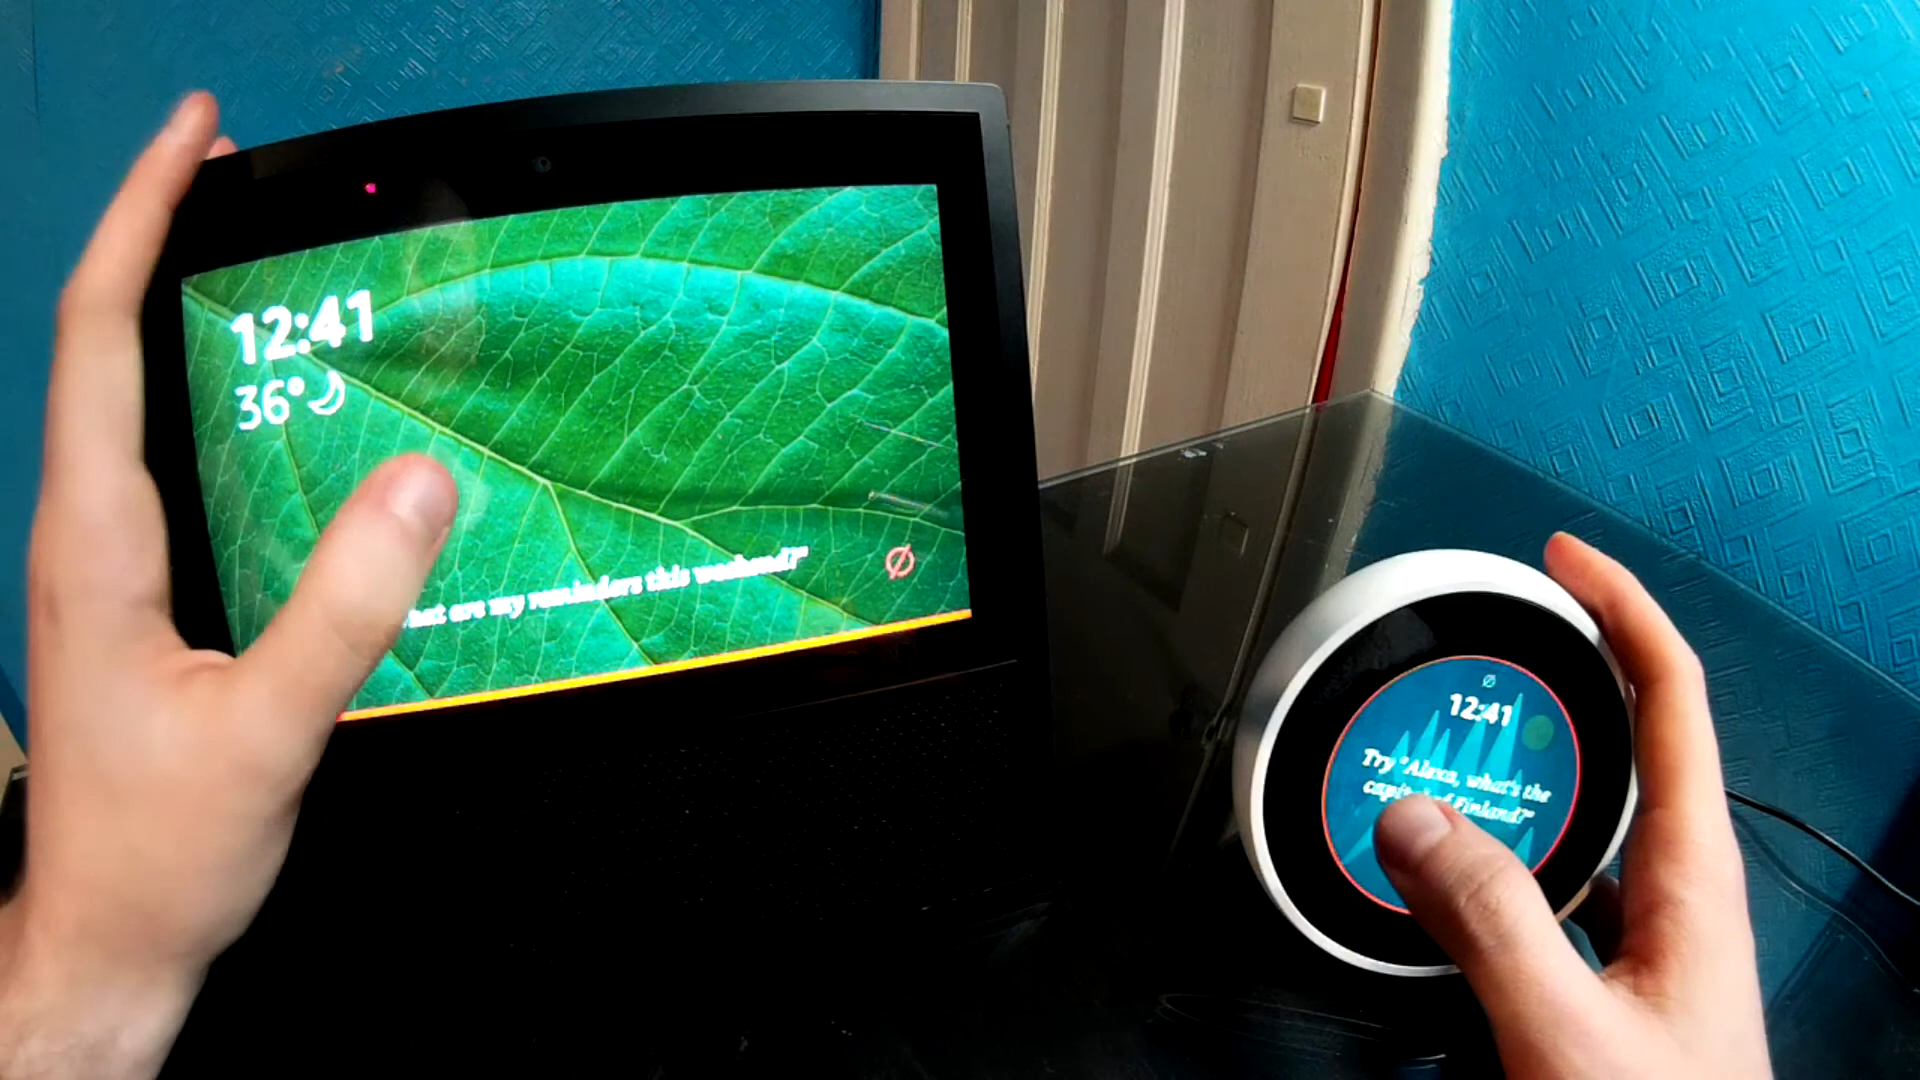 12:41
36°
hat are my reminders this weekend?"
12:41
Try "Alexa, what's the
Finland?"